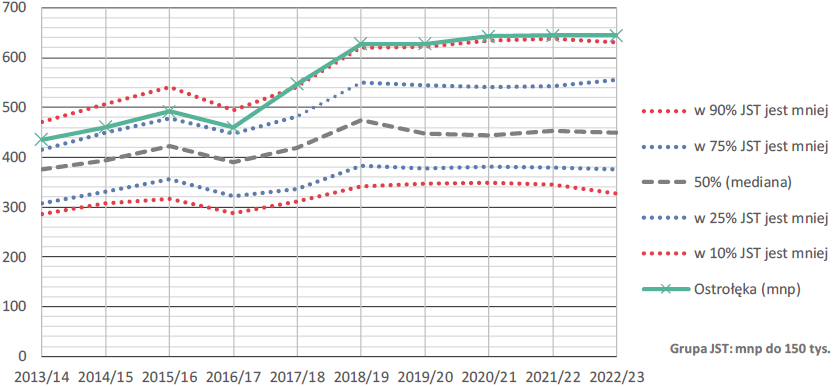 700
600
500
400
300
200
100
0
2013/14 2014/15 2015/16 2016/17 2017/18 2018/19 2019/20 2020/21 2021/22 2022/23
w 90% JST jest mniej
w 75% JST jest mniej
50% (mediana)
w 25% JST jest mniej
w 10% JST jest mniej
Ostrołęka (mnp)
Grupa JST: mnp do 150 tys.